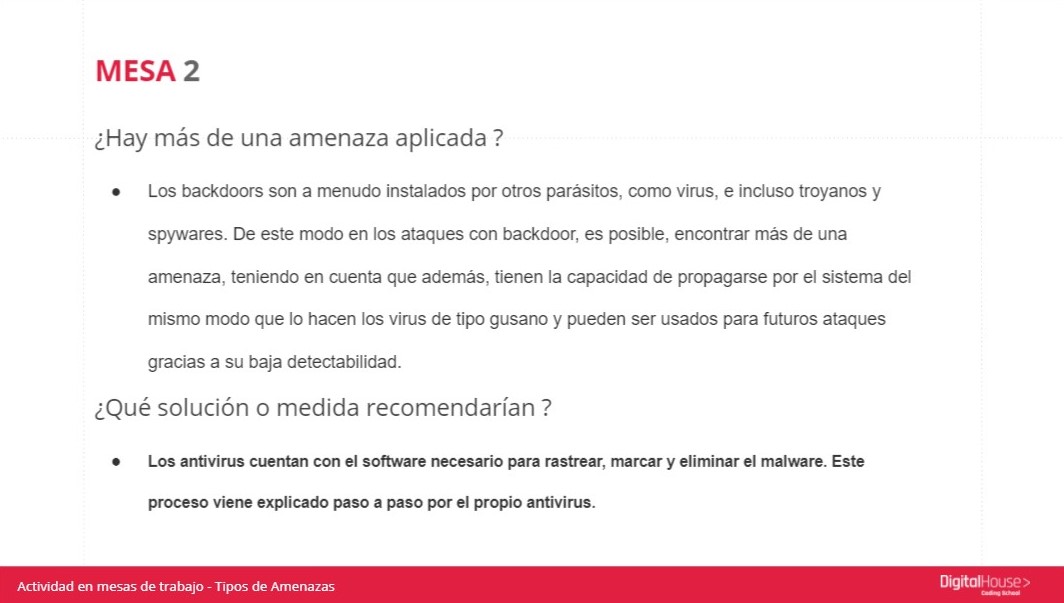 MESA 2
¿Hay más de una amenaza aplicada ?
● Los backdoors son a menudo instalados por otros parásitos, como virus, e incluso troyanos y
spywares. De este modo en los ataques con backdoor, es posible, encontrar más de una
amenaza, teniendo en cuenta que además, tienen la capacidad de propagarse por el sistema del
mismo modo que lo hacen los virus de tipo gusano y pueden ser usados para futuros ataques
gracias a su baja detectabilidad.
¿Qué solución o medida recomendarían ?
● Los antivirus cuentan con el software necesario para rastrear, marcar y eliminar el malware. Este
proceso viene explicado paso a paso por el propio antivirus.
Actividad en mesas de trabajo - Tipos de Amenazas
DigitalHouse>
Coding School